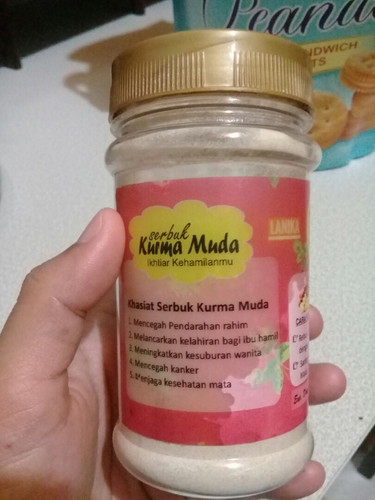 Peanut
SANDWICH
serbuk
Kurma Muda
Ikhtiar Kehamilanmu
LANIKA
Khasiat Serbuk Kurma Muda
1. Mencegah Pendarahan rahim
2. Melancarkan kelahiran bagi ibu hamil
3. Meningkatkan kesuburan wanita
4. Mencegah kanker
5. Menjaga kesehatan mata